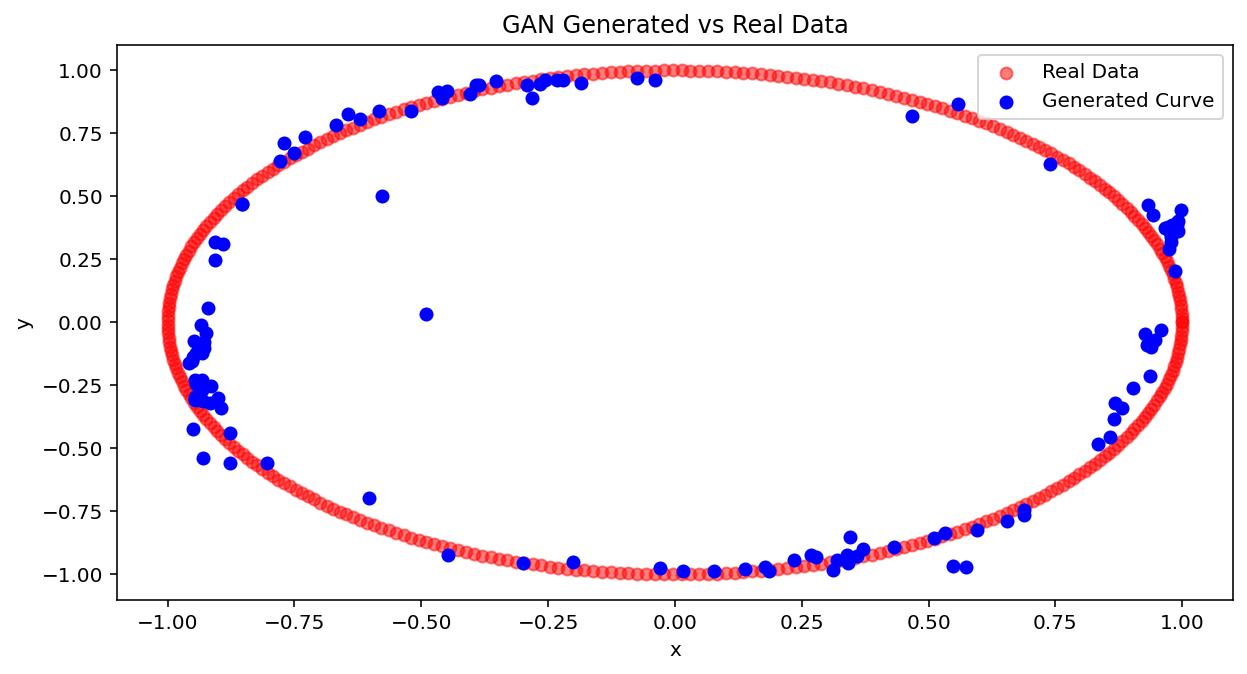 GAN Generated vs Real Data
Real Data
Generated Curve
y
1.00
0.75
0.50
0.25
0.00
−0.25
−0.50
−0.75
−1.00
−1.00 −0.75 −0.50 −0.25 0.00 0.25 0.50 0.75 1.00
x